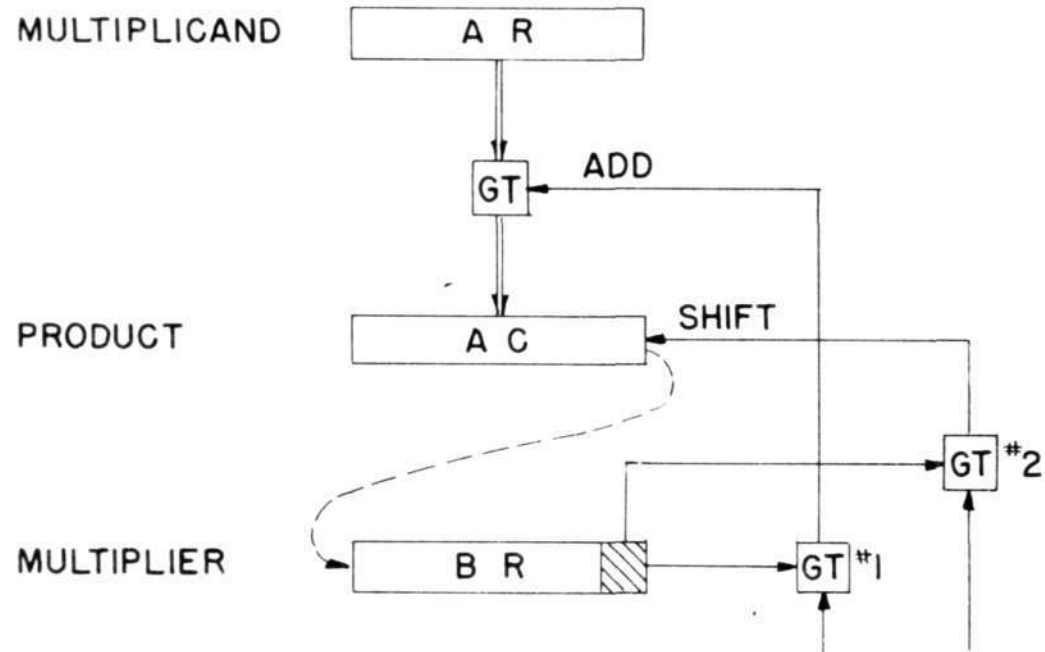 MULTIPLICAND
A R
GT
ADD
PRODUCT
A C
SHIFT
GT #2
MULTIPLIER
B R
GT #1